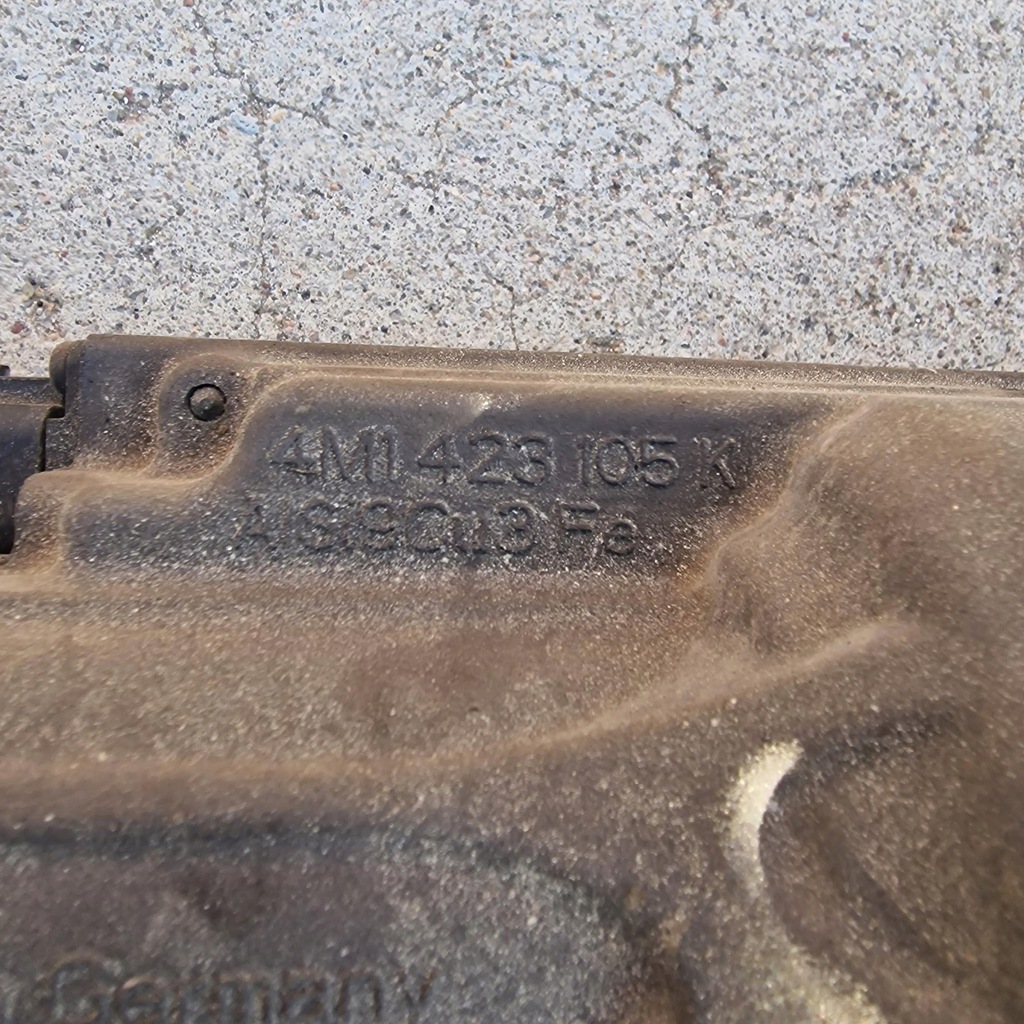 4M1 423 105 K
AlSi9Cu3 Fe
Germany